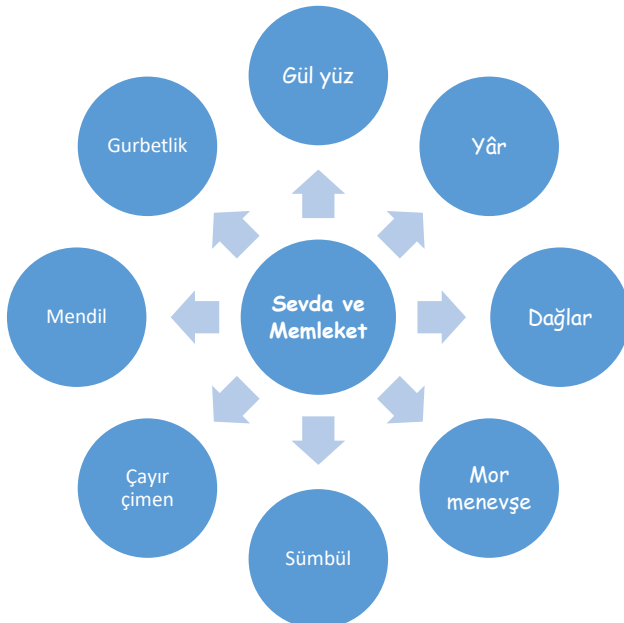 Gül yüz
Gurbetlik
Yâr
Mendil
Sevda ve
Memleket
Dağlar
Çayır
çimen
Mor
menevşe
Sümbül